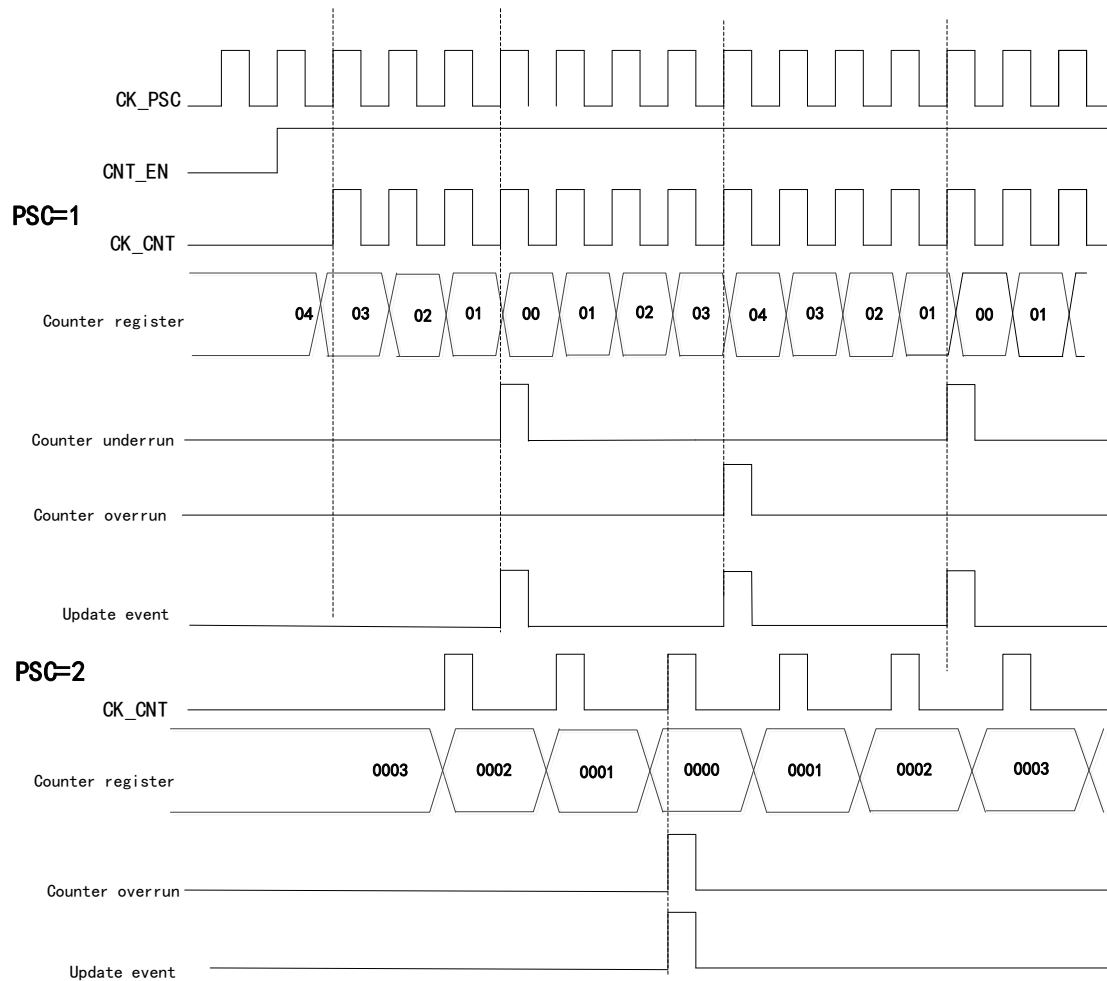 CK_PSC
CNT_EN
PSC=1
CK_CNT
Counter register 04 03 02 01 00 01 02 03 04 03 02 01 00 01
Counter underrun
Counter overrun
Update event
PSC=2
CK_CNT
Counter register 0003 0002 0001 0000 0001 0002 0003
Counter overrun
Update event